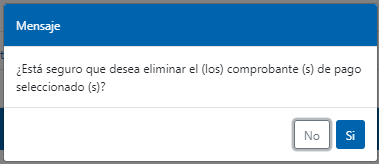 Mensaje
¿Está seguro que desea eliminar el (los) comprobante (s) de pago
seleccionado (s)?
No
Si